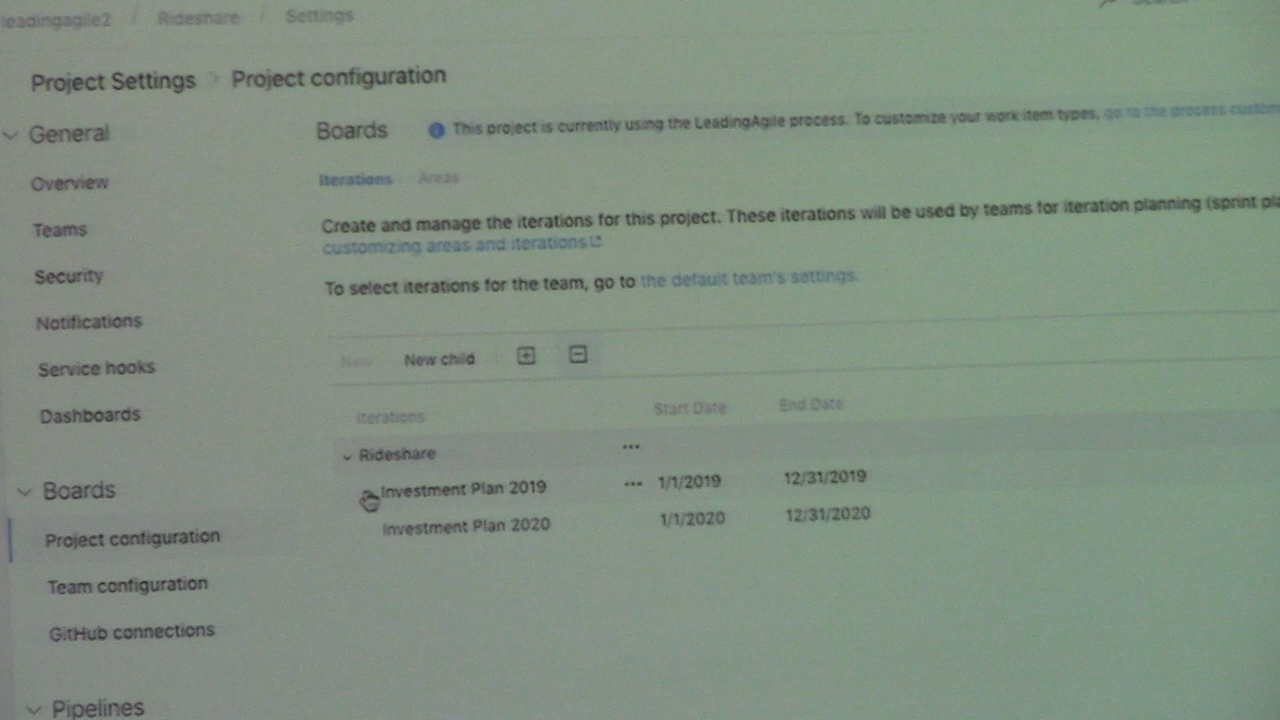 leadingagile2 / Rideshare / Settings
Project Settings > Project configuration
General
Overview
Teams
Security
Notifications
Service hooks
Dashboards
Boards
Project configuration
Team configuration
GitHub connections
Pipelines
Boards
This project is currently using the LeadingAgile process. To customize your work item types, go to the process custom
Iterations Areas
Create and manage the iterations for this project. These iterations will be used by teams for iteration planning (sprint pla
customizing areas and iterations
To select iterations for the team, go to the default team's settings.
New New child
Iterations Start Date End Date
Rideshare ...
Investment Plan 2019 ... 1/1/2019 12/31/2019
Investment Plan 2020 1/1/2020 12/31/2020